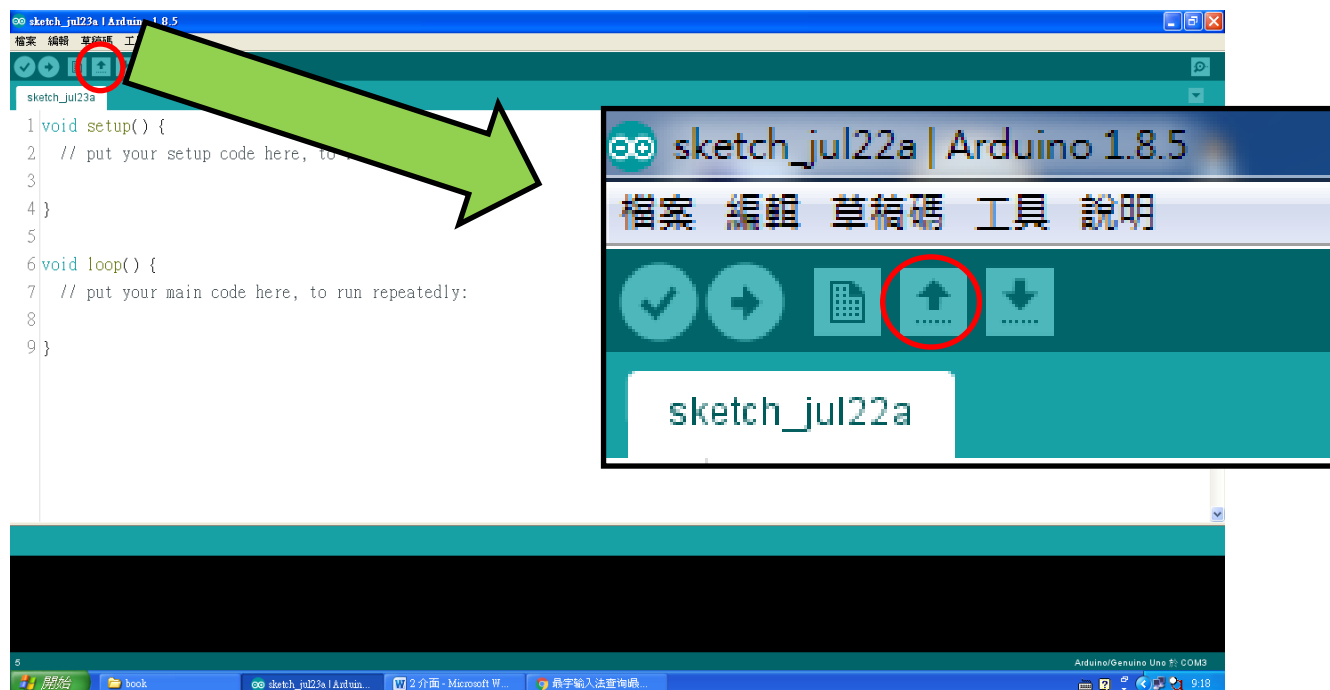 sketch_jul23a | Arduino 1.8.5
檔案 編輯 草稿碼
sketch_jul23a
1 void setup() {
2 // put your setup code here, to
3
4 }
5
6 void loop() {
7 // put your main code here, to run repeatedly:
8
9 }
sketch_jul22a | Arduino 1.8.5
檔案 編輯 草稿碼 工具 說明
sketch_jul22a
5
Arduino/Genuino Uno 於 COM3
開始 book sketch_jul23a | Arduin... 2 介面 - Microsoft W... 9:18